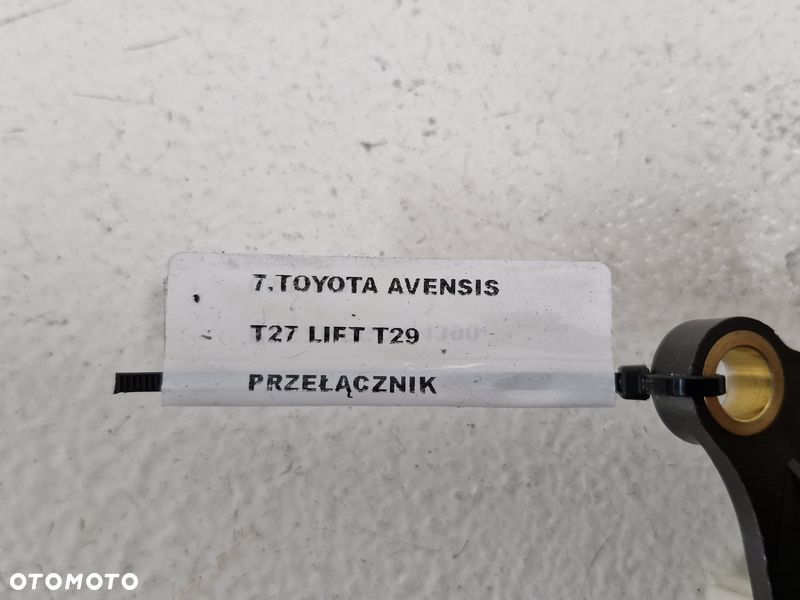 7.TOYOTA AVENSIS
T27 LIFT T29
PRZEŁĄCZNIK
OTOMOTO